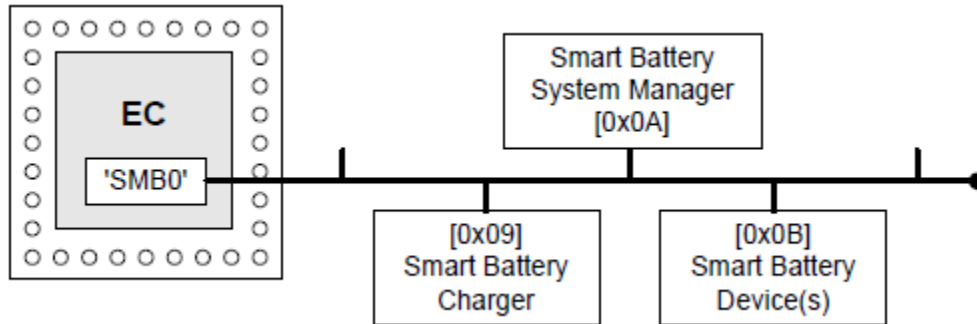 EC
'SMB0'
Smart Battery
System Manager
[0x0A]
[0x09]
Smart Battery
Charger
[0x0B]
Smart Battery
Device(s)